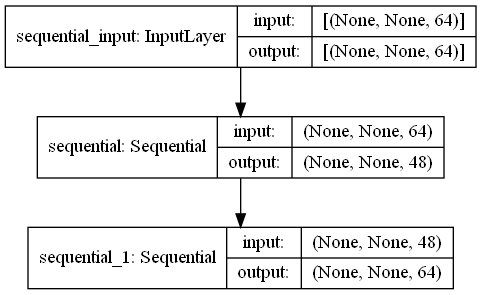 sequential_input: InputLayer
input:
[(None, None, 64)]
output:
[(None, None, 64)]
sequential: Sequential
input:
(None, None, 64)
output:
(None, None, 48)
sequential_1: Sequential
input:
(None, None, 48)
output:
(None, None, 64)